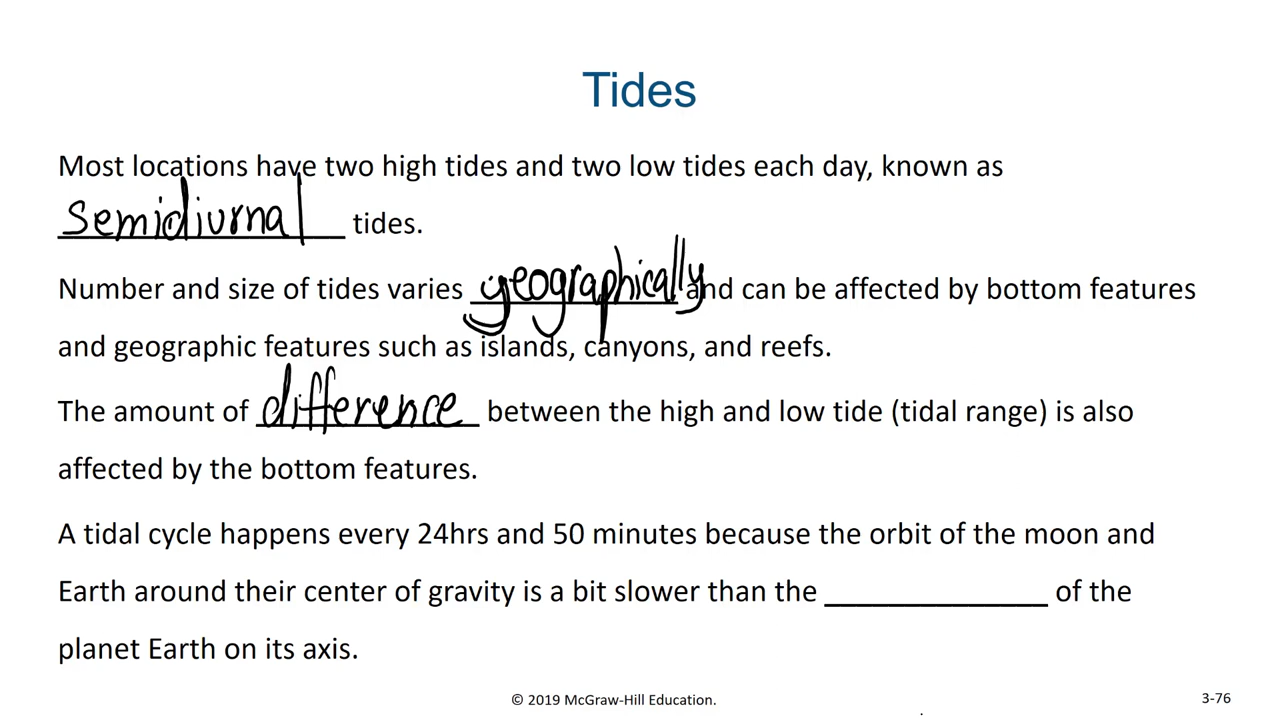 Tides
Most locations have two high tides and two low tides each day, known as
semidiurnal tides.
Number and size of tides varies geographically and can be affected by bottom features
and geographic features such as islands, canyons, and reefs.
The amount of difference between the high and low tide (tidal range) is also
affected by the bottom features.
A tidal cycle happens every 24hrs and 50 minutes because the orbit of the moon and
Earth around their center of gravity is a bit slower than the ______________ of the
planet Earth on its axis.
© 2019 McGraw-Hill Education.
3-76